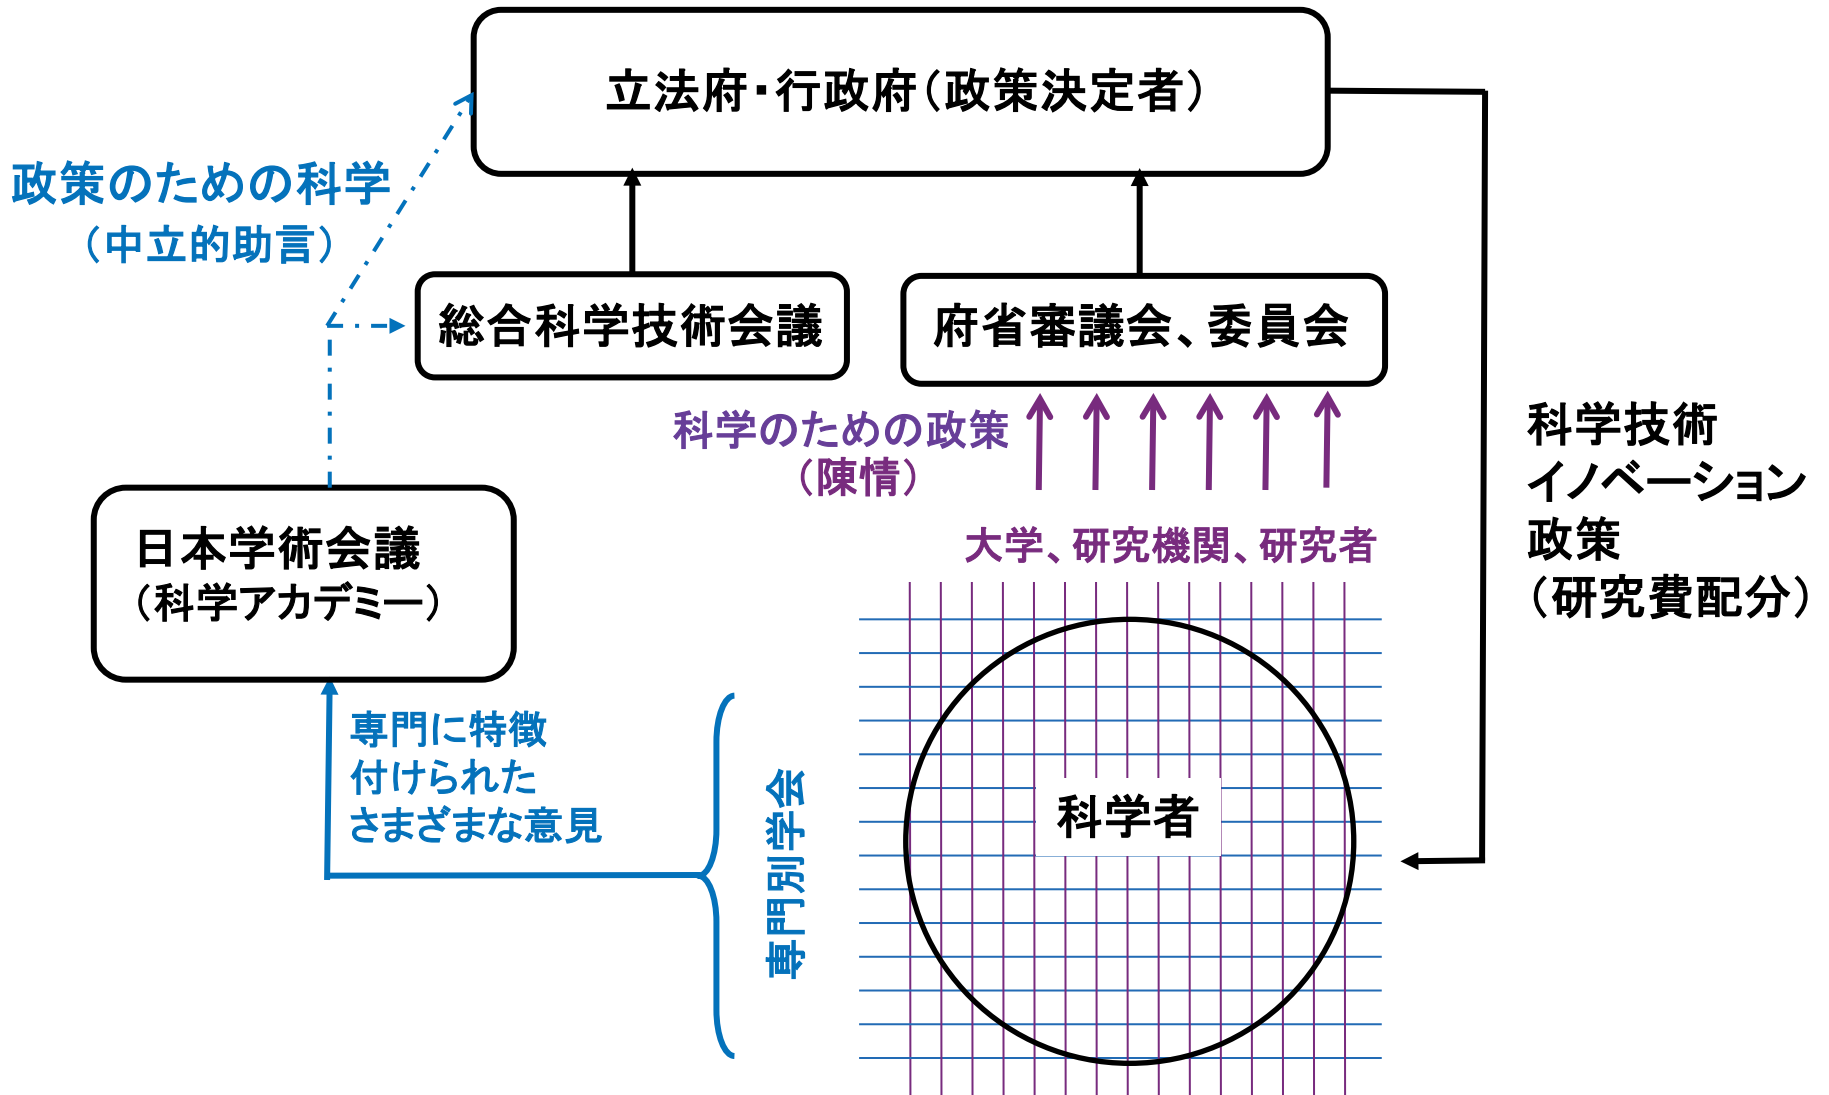 立法府・行政府（政策決定者）
政策のための科学
（中立的助言）
総合科学技術会議
府省審議会、委員会
科学のための政策
（陳情）
大学、研究機関、研究者
科学技術
イノベーション
政策
（研究費配分）
日本学術会議
（科学アカデミー）
専門に特徴
付けられた
さまざまな意見
専門別学会
科学者